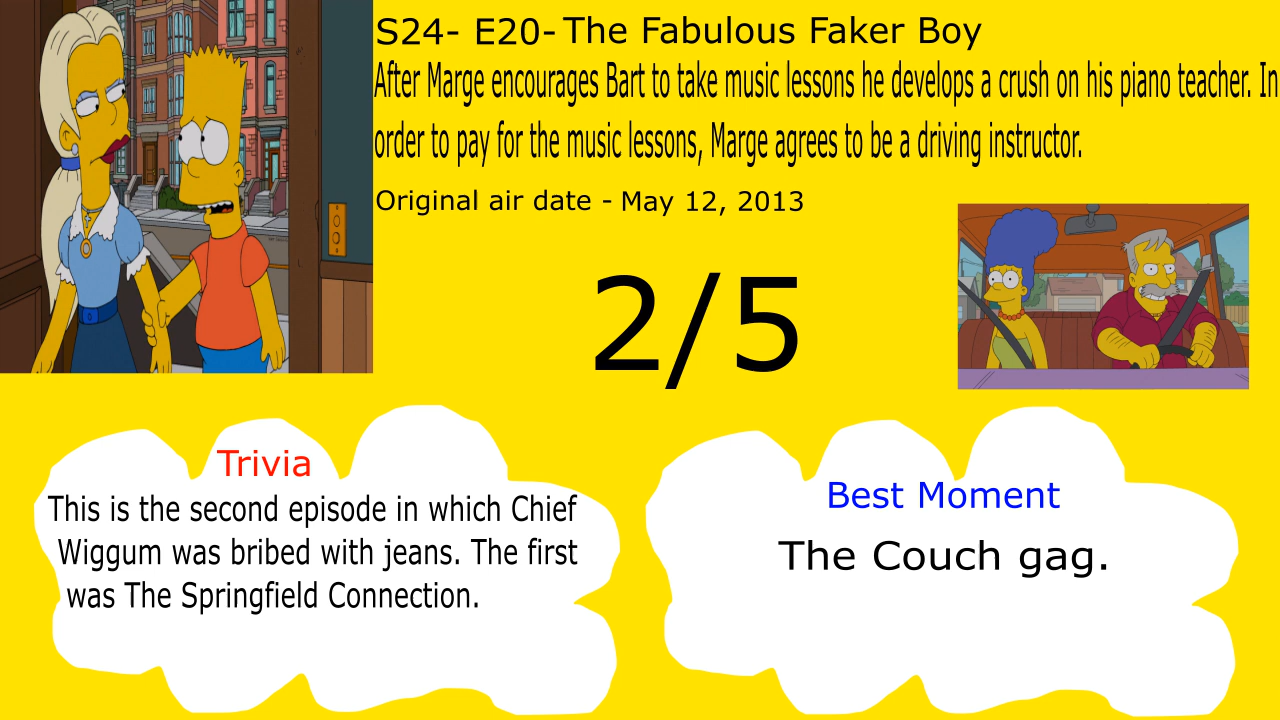 S24- E20- The Fabulous Faker Boy
After Marge encourages Bart to take music lessons he develops a crush on his piano teacher. In
order to pay for the music lessons, Marge agrees to be a driving instructor.
Original air date - May 12, 2013
2/5
Trivia
This is the second episode in which Chief
Wiggum was bribed with jeans. The first
was The Springfield Connection.
Best Moment
The Couch gag.